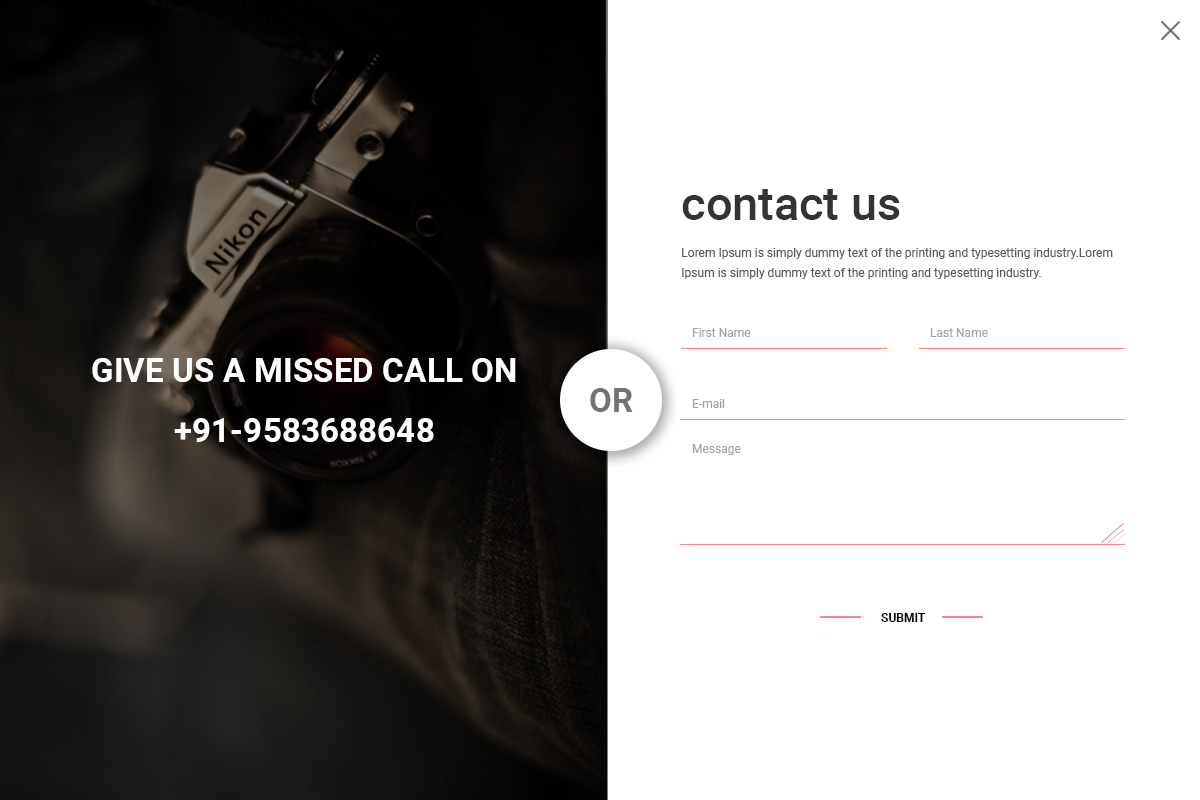 Nikon
GIVE US A MISSED CALL ON
+91-9583688648
AF NIKKOR
OR
contact us
Lorem Ipsum is simply dummy text of the printing and typesetting industry.Lorem
Ipsum is simply dummy text of the printing and typesetting industry.
First Name
Last Name
E-mail
Message
SUBMIT